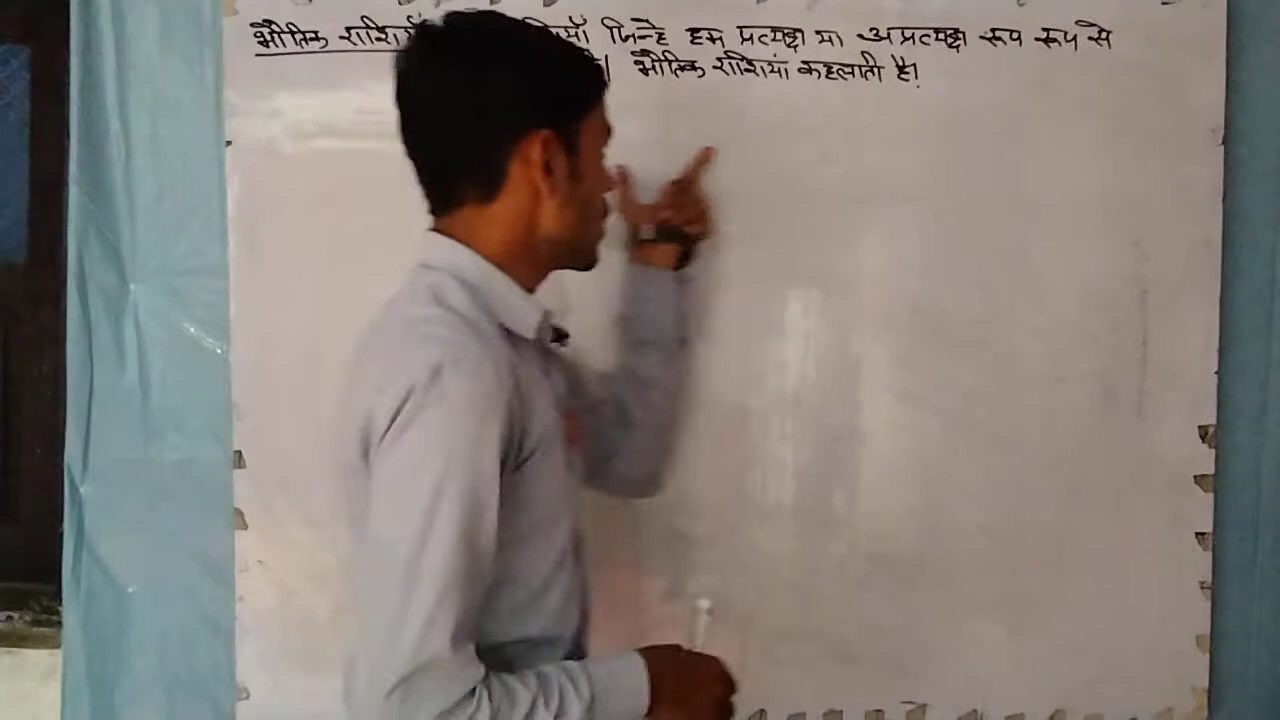 भौतिक राशियाँ जिन्हे हम प्रत्यक्ष या अप्रत्यक्ष रूप रूप से
। भौतिक राशियां कहलाती है।